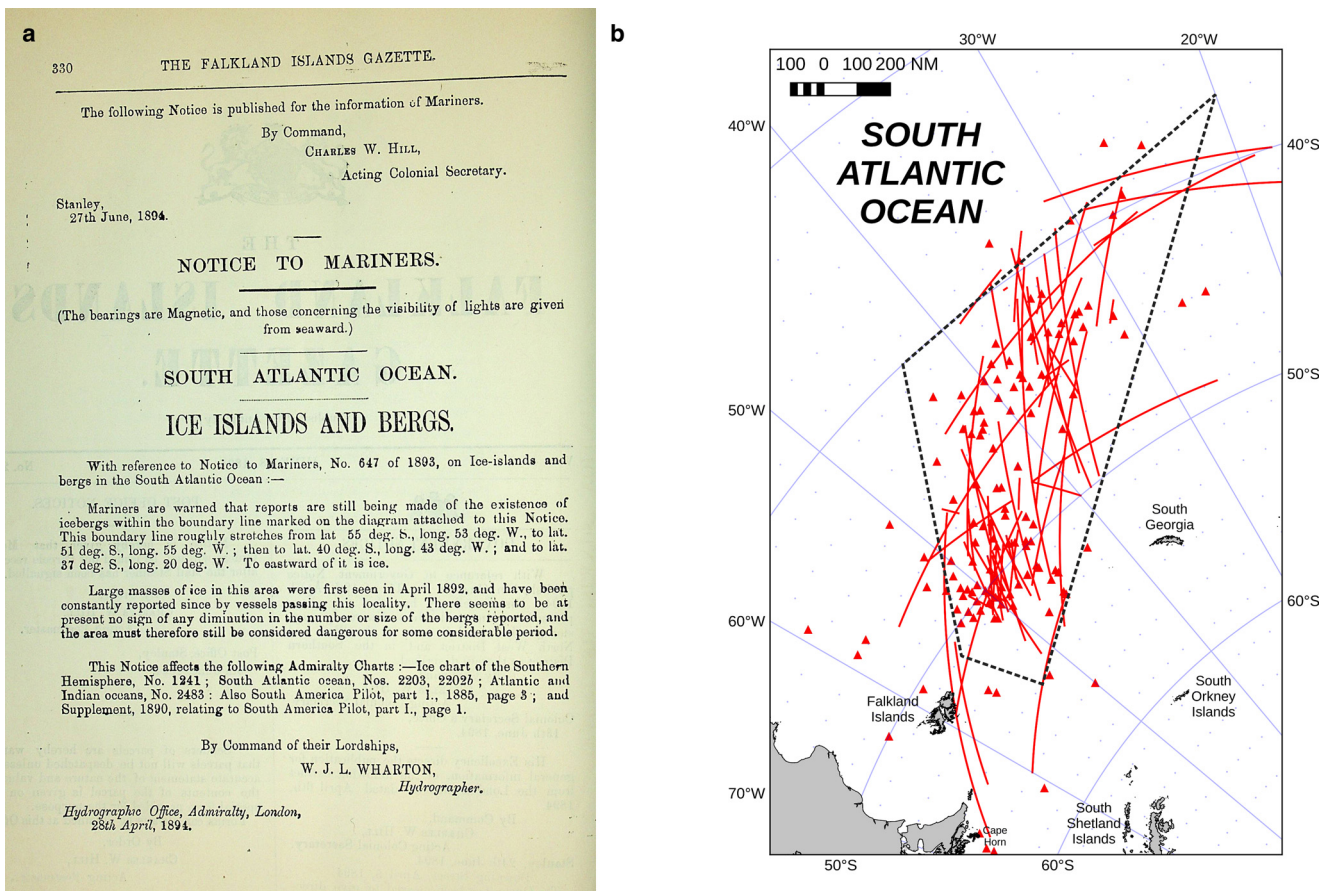 a
330
THE FALKLAND ISLANDS GAZETTE.
The following Notice is published for the information of Mariners.
By Command,
CHARLES W. HILL,
Acting Colonial Secretary.
Stanley,
27th June, 1894.
NOTICE TO MARINERS.
(The bearings are Magnetic, and those concerning the visibility of lights are given
from seaward.)
SOUTH ATLANTIC OCEAN.
ICE ISLANDS AND BERGS.
With reference to Notice to Mariners, No. 647 of 1893, on Ice-islands and
bergs in the South Atlantic Ocean :—
Mariners are warned that reports are still being made of the existence of
icebergs within the boundary line marked on the diagram attached to this Notice.
This boundary line roughly stretches from lat 55 deg. S., long. 53 deg. W., to lat.
51 deg. S., long. 55 deg. W. ; then to lat. 40 deg. S., long. 43 deg. W. ; and to lat.
37 deg. S., long. 20 deg. W. To eastward of it is ice.
Large masses of ice in this area were first seen in April 1892, and have been
constantly reported since by vessels passing this locality. There seems to be at
present no sign of any diminution in the number or size of the bergs reported, and
the area must therefore still be considered dangerous for some considerable period.
This Notice affects the following Admiralty Charts :—Ice chart of the Southern
Hemisphere, No. 1241 ; South Atlantic ocean, Nos. 2203, 2202b ; Atlantic and
Indian oceans, No. 2483 : Also South America Pilot, part I., 1885, page 3 ; and
Supplement, 1890, relating to South America Pilot, part I., page 1.
By Command of their Lordships,
W. J. L. WHARTON,
Hydrographer.
Hydrographic Office, Admiralty, London,
28th April, 1894.
b
30°W
20°W
100 0 100 200 NM
SOUTH
ATLANTIC
OCEAN
40°W
40°S
50°W
50°S
South
Georgia
60°W
60°S
Falkland
Islands
South
Orkney
Islands
70°W
South
Shetland
Islands
Cape
Horn
50°S
60°S